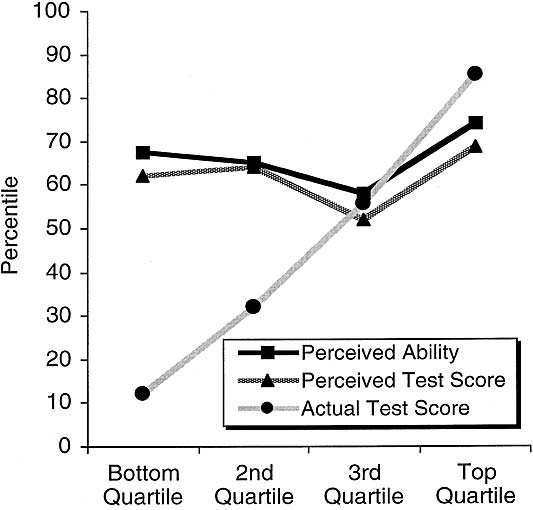 100
90
80
70
60
50
40
30
20
10
0
Percentile
Perceived Ability
Perceived Test Score
Actual Test Score
Bottom Quartile
2nd Quartile
3rd Quartile
Top Quartile